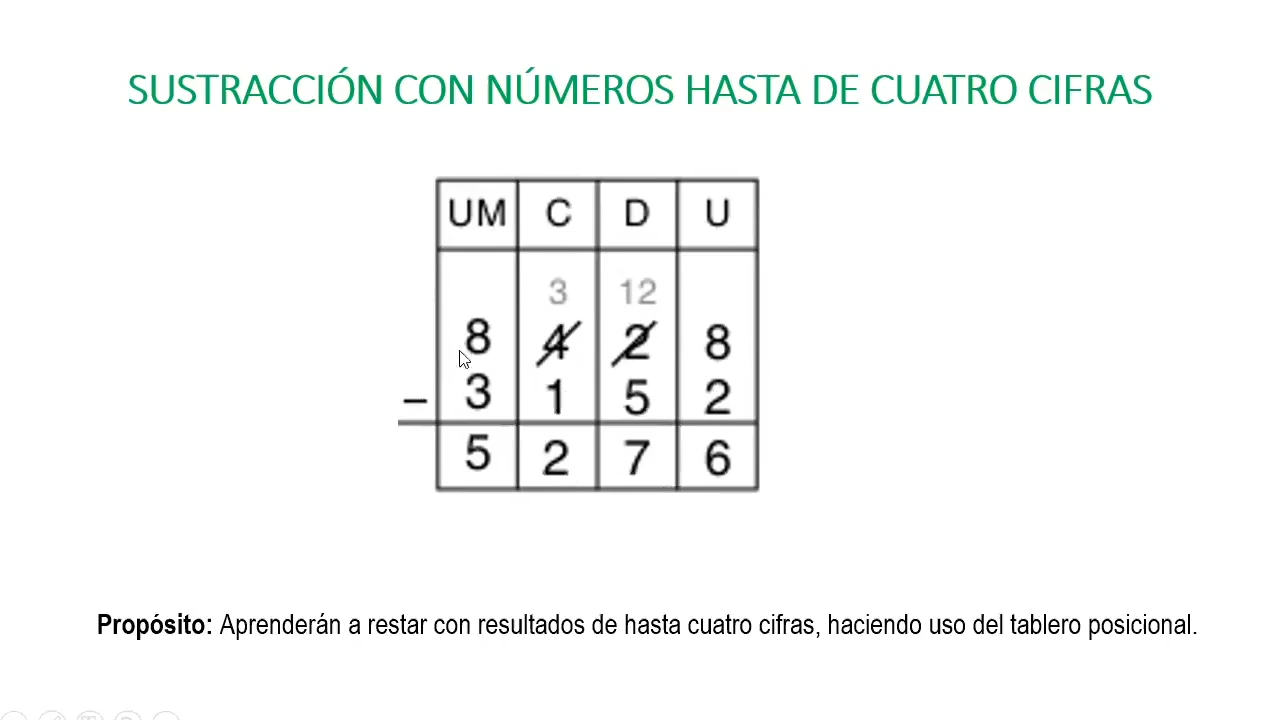 SUSTRACCIÓN CON NÚMEROS HASTA DE CUATRO CIFRAS
UM C D U
3 12
8 4 2 8
− 3 1 5 2
5 2 7 6
Propósito: Aprenderán a restar con resultados de hasta cuatro cifras, haciendo uso del tablero posicional.